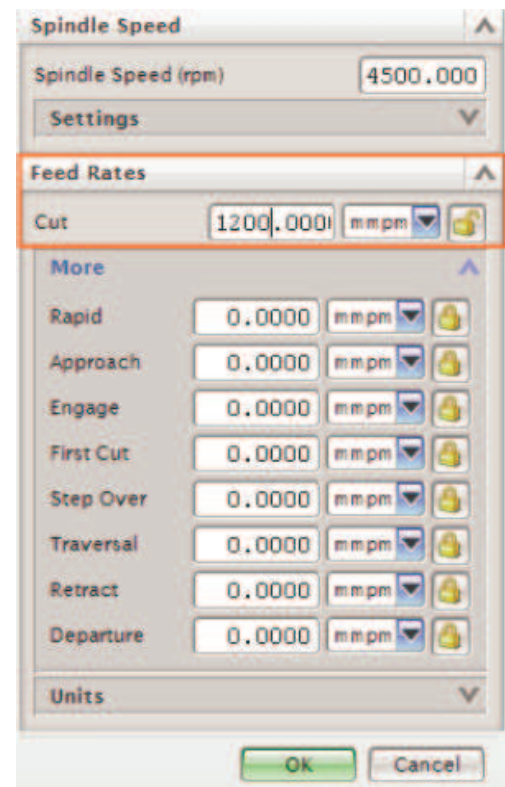 Spindle Speed
Spindle Speed (rpm) 4500.000
Settings
Feed Rates
Cut 1200.000 mmpm
More
Rapid 0.0000 mmpm
Approach 0.0000 mmpm
Engage 0.0000 mmpm
First Cut 0.0000 mmpm
Step Over 0.0000 mmpm
Traversal 0.0000 mmpm
Retract 0.0000 mmpm
Departure 0.0000 mmpm
Units
OK Cancel